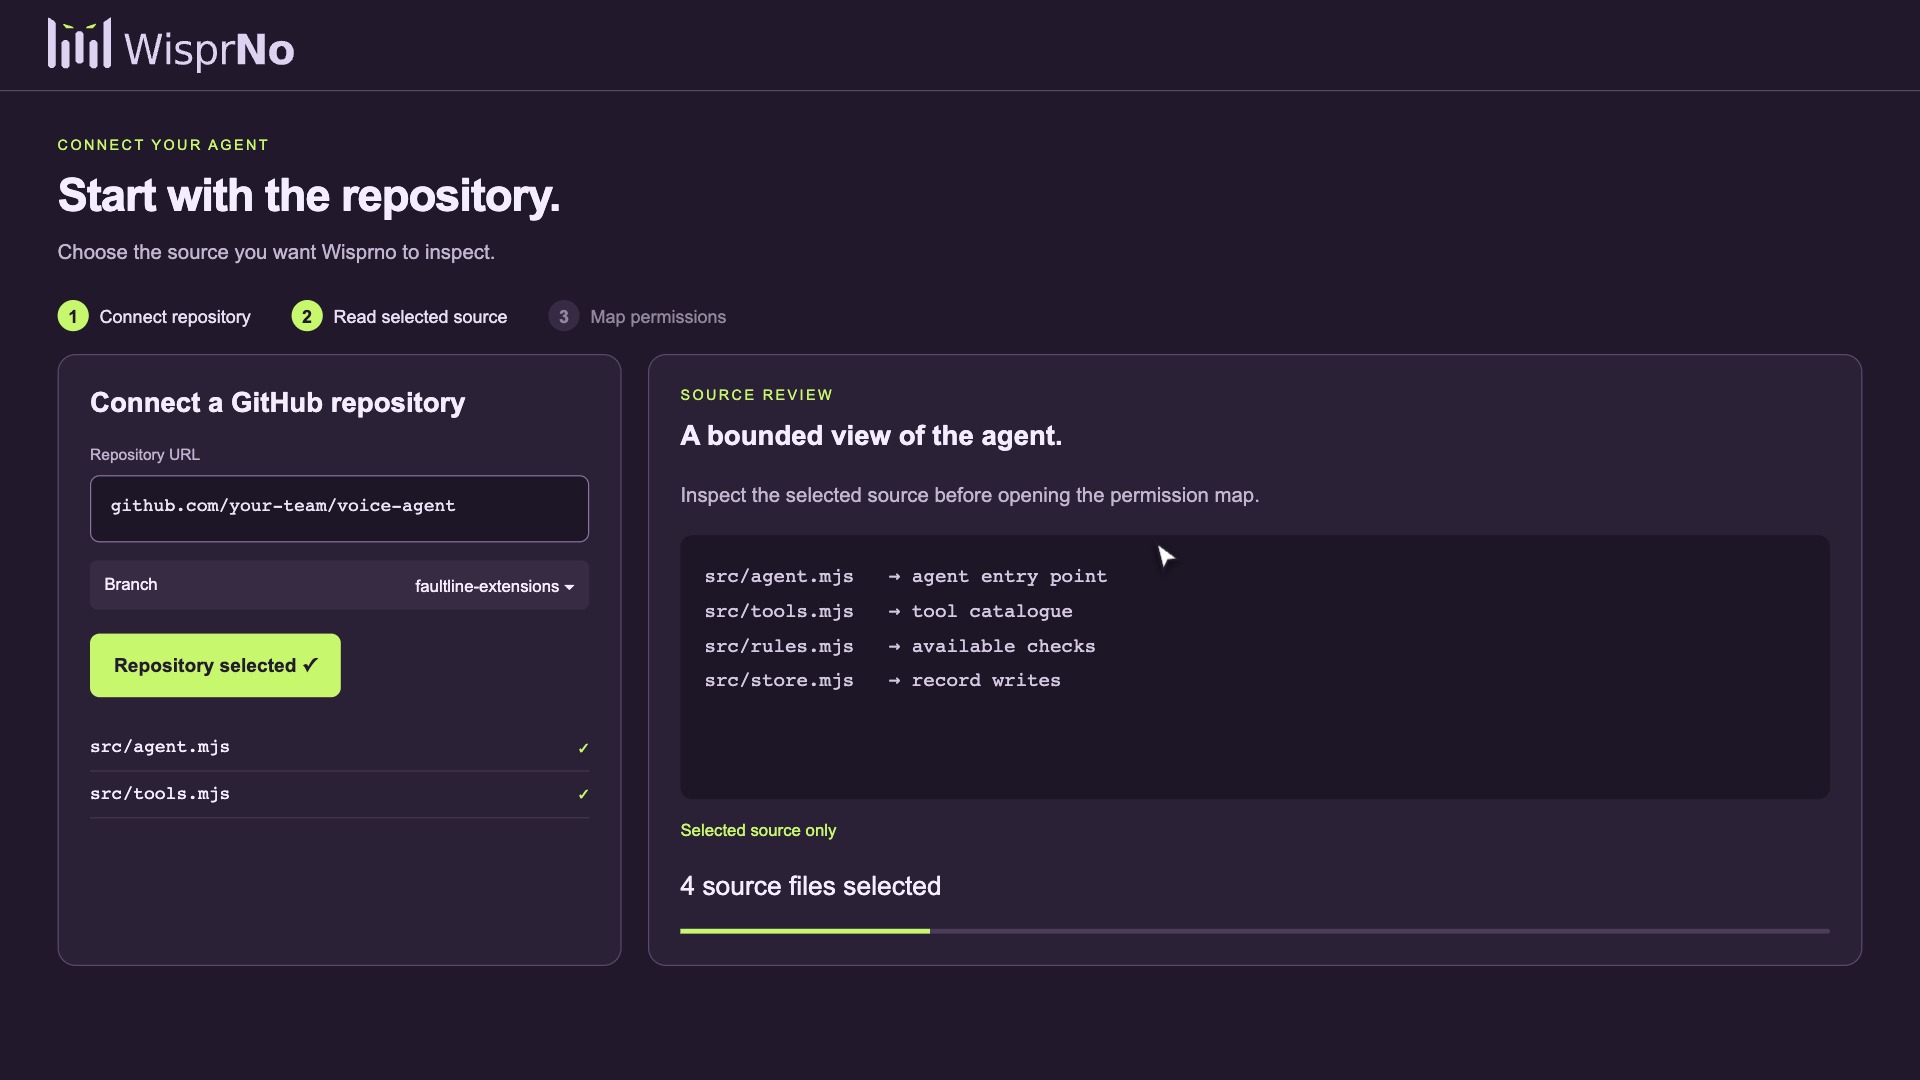 WisprNo
CONNECT YOUR AGENT
Start with the repository.
Choose the source you want Wisprno to inspect.
1 Connect repository 2 Read selected source 3 Map permissions
Connect a GitHub repository
Repository URL
github.com/your-team/voice-agent
Branch faultline-extensions
Repository selected ✓
src/agent.mjs ✓
src/tools.mjs ✓
SOURCE REVIEW
A bounded view of the agent.
Inspect the selected source before opening the permission map.
src/agent.mjs → agent entry point
src/tools.mjs → tool catalogue
src/rules.mjs → available checks
src/store.mjs → record writes
Selected source only
4 source files selected